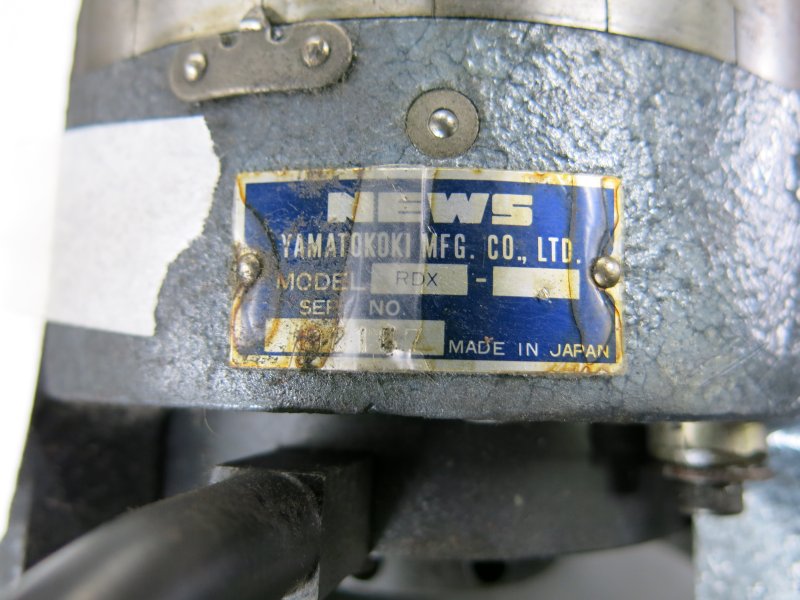 NEWS
YAMATOKOKI MFG. CO., LTD.
MODEL RDX -
NO.
MADE IN JAPAN